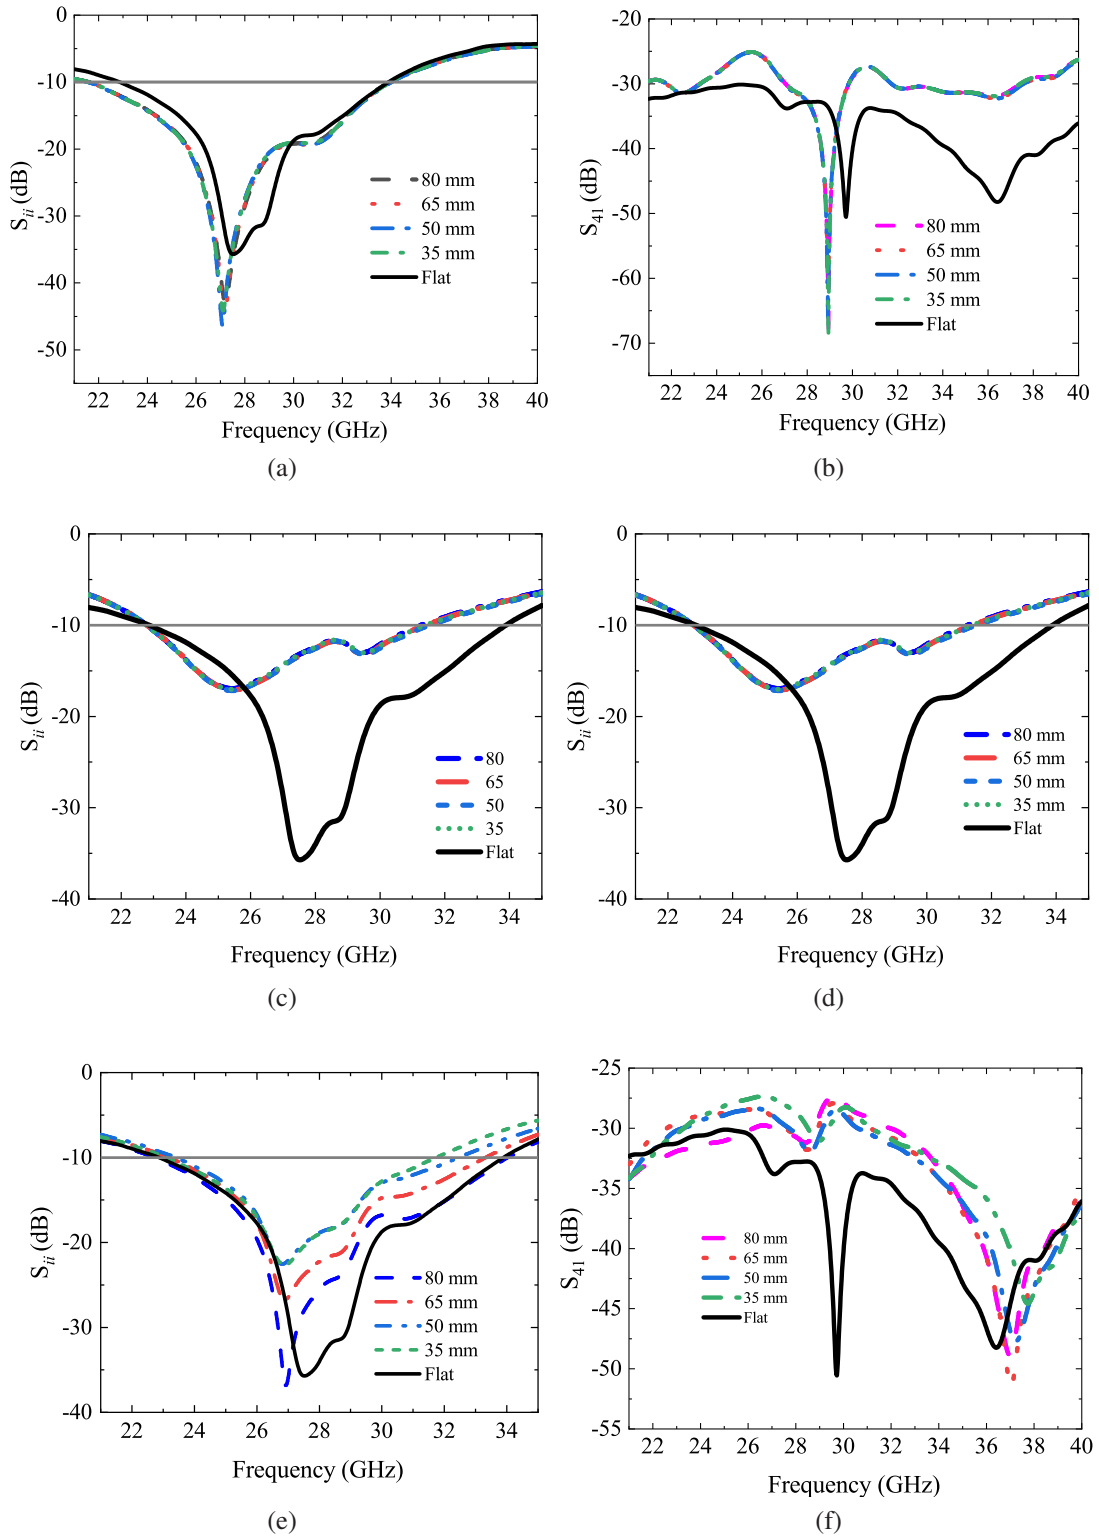 0
-10
-20
-30
-40
-50
S_ii (dB)
80 mm
65 mm
50 mm
35 mm
Flat
22 24 26 28 30 32 34 36 38 40
Frequency (GHz)
(a)
-20
-30
-40
-50
-60
-70
S_41 (dB)
80 mm
65 mm
50 mm
35 mm
Flat
22 24 26 28 30 32 34 36 38 40
Frequency (GHz)
(b)
0
-10
-20
-30
-40
S_ii (dB)
80
65
50
35
Flat
22 24 26 28 30 32 34
Frequency (GHz)
(c)
0
-10
-20
-30
-40
S_ii (dB)
80 mm
65 mm
50 mm
35 mm
Flat
22 24 26 28 30 32 34
Frequency (GHz)
(d)
0
-10
-20
-30
-40
S_ii (dB)
80 mm
65 mm
50 mm
35 mm
Flat
22 24 26 28 30 32 34
Frequency (GHz)
(e)
-25
-30
-35
-40
-45
-50
-55
S_41 (dB)
80 mm
65 mm
50 mm
35 mm
Flat
22 24 26 28 30 32 34 36 38 40
Frequency (GHz)
(f)